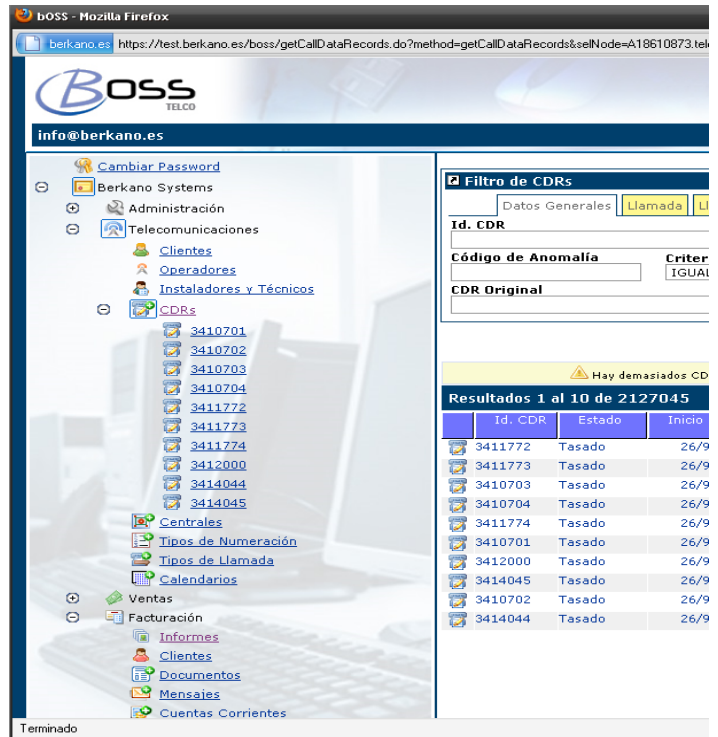 bOSS - Mozilla Firefox
berkano.es https://test.berkano.es/boss/getCallDataRecords.do?method=getCallDataRecords&selNode=A18610873.tel
BOSS
TELCO
info@berkano.es
Cambiar Password
Berkano Systems
Administración
Telecomunicaciones
Clientes
Operadores
Instaladores y Técnicos
CDRs
3410701
3410702
3410703
3410704
3411772
3411773
3411774
3412000
3414044
3414045
Centrales
Tipos de Numeración
Tipos de Llamada
Calendarios
Ventas
Facturación
Informes
Clientes
Documentos
Mensajes
Cuentas Corrientes
Filtro de CDRs
Datos Generales Llamada Ll
Id. CDR
Código de Anomalía Criter
IGUAL
CDR Original
Hay demasiados CD
Resultados 1 al 10 de 2127045
Id. CDR Estado Inicio
3411772 Tasado 26/9
3411773 Tasado 26/9
3410703 Tasado 26/9
3410704 Tasado 26/9
3411774 Tasado 26/9
3410701 Tasado 26/9
3412000 Tasado 26/9
3414045 Tasado 26/9
3410702 Tasado 26/9
3414044 Tasado 26/9
Terminado